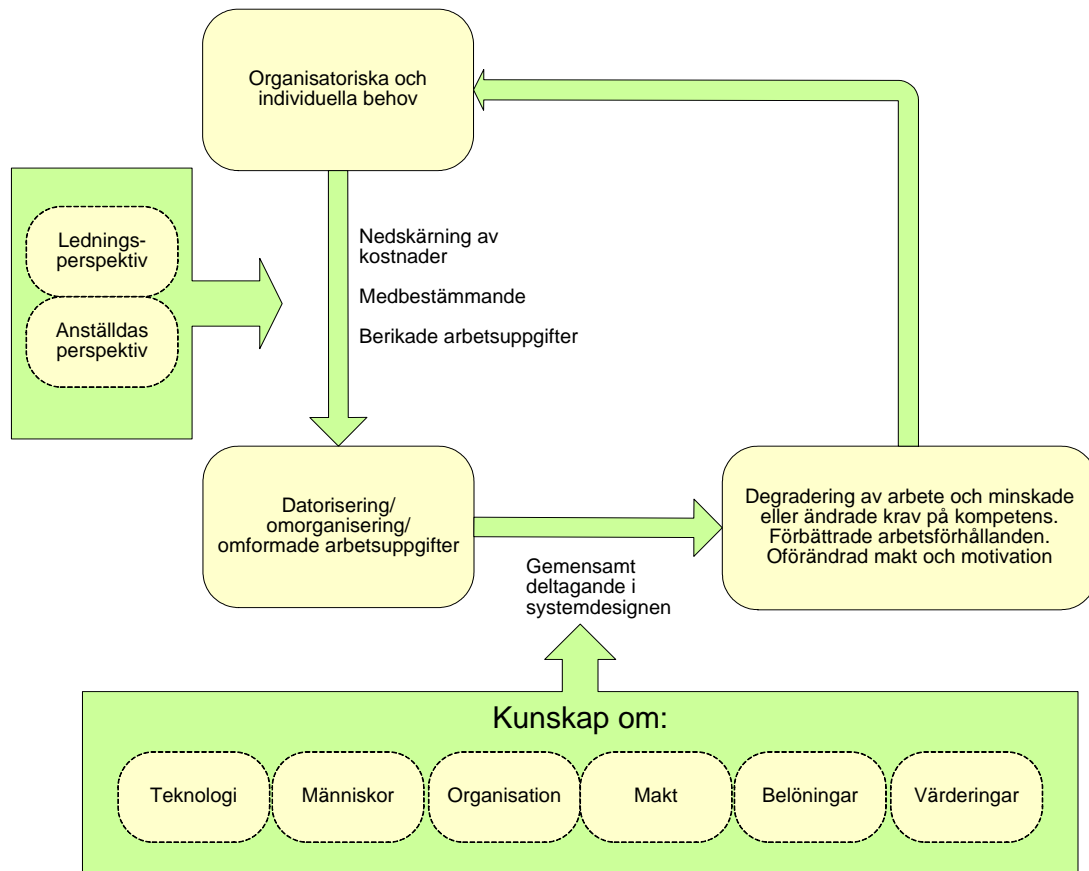 Organisatoriska och
individuella behov
Lednings-
perspektiv
Anställdas
perspektiv
Nedskärning av
kostnader
Medbestämmande
Berikade arbetsuppgifter
Datorisering/
omorganisering/
omformade arbetsuppgifter
Degradering av arbete och minskade
eller ändrade krav på kompetens.
Förbättrade arbetsförhållanden.
Oförändrad makt och motivation
Gemensamt
deltagande i
systemdesignen
Kunskap om:
Teknologi
Människor
Organisation
Makt
Belöningar
Värderingar